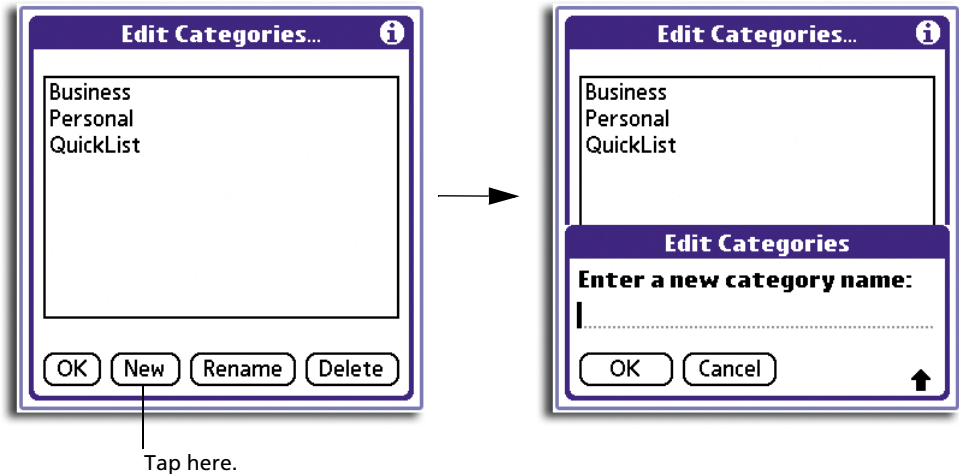 Edit Categories...
Business
Personal
QuickList
OK New Rename Delete
Tap here.
Edit Categories...
Business
Personal
QuickList
Edit Categories
Enter a new category name:
OK Cancel